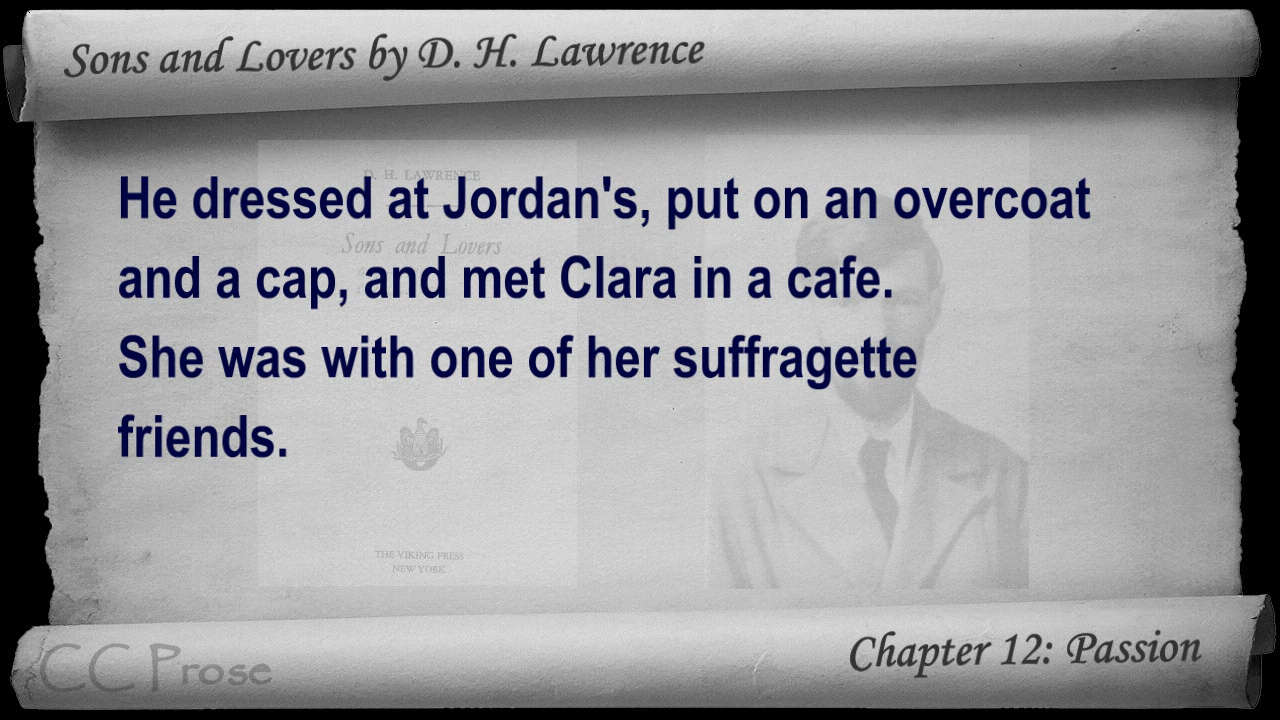 Sons and Lovers by D. H. Lawrence
D. H. LAWRENCE
He dressed at Jordan's, put on an overcoat
Sons and Lovers
and a cap, and met Clara in a cafe.
She was with one of her suffragette
friends.
THE VIKING PRESS
NEW YORK
CC Prose
Chapter 12: Passion